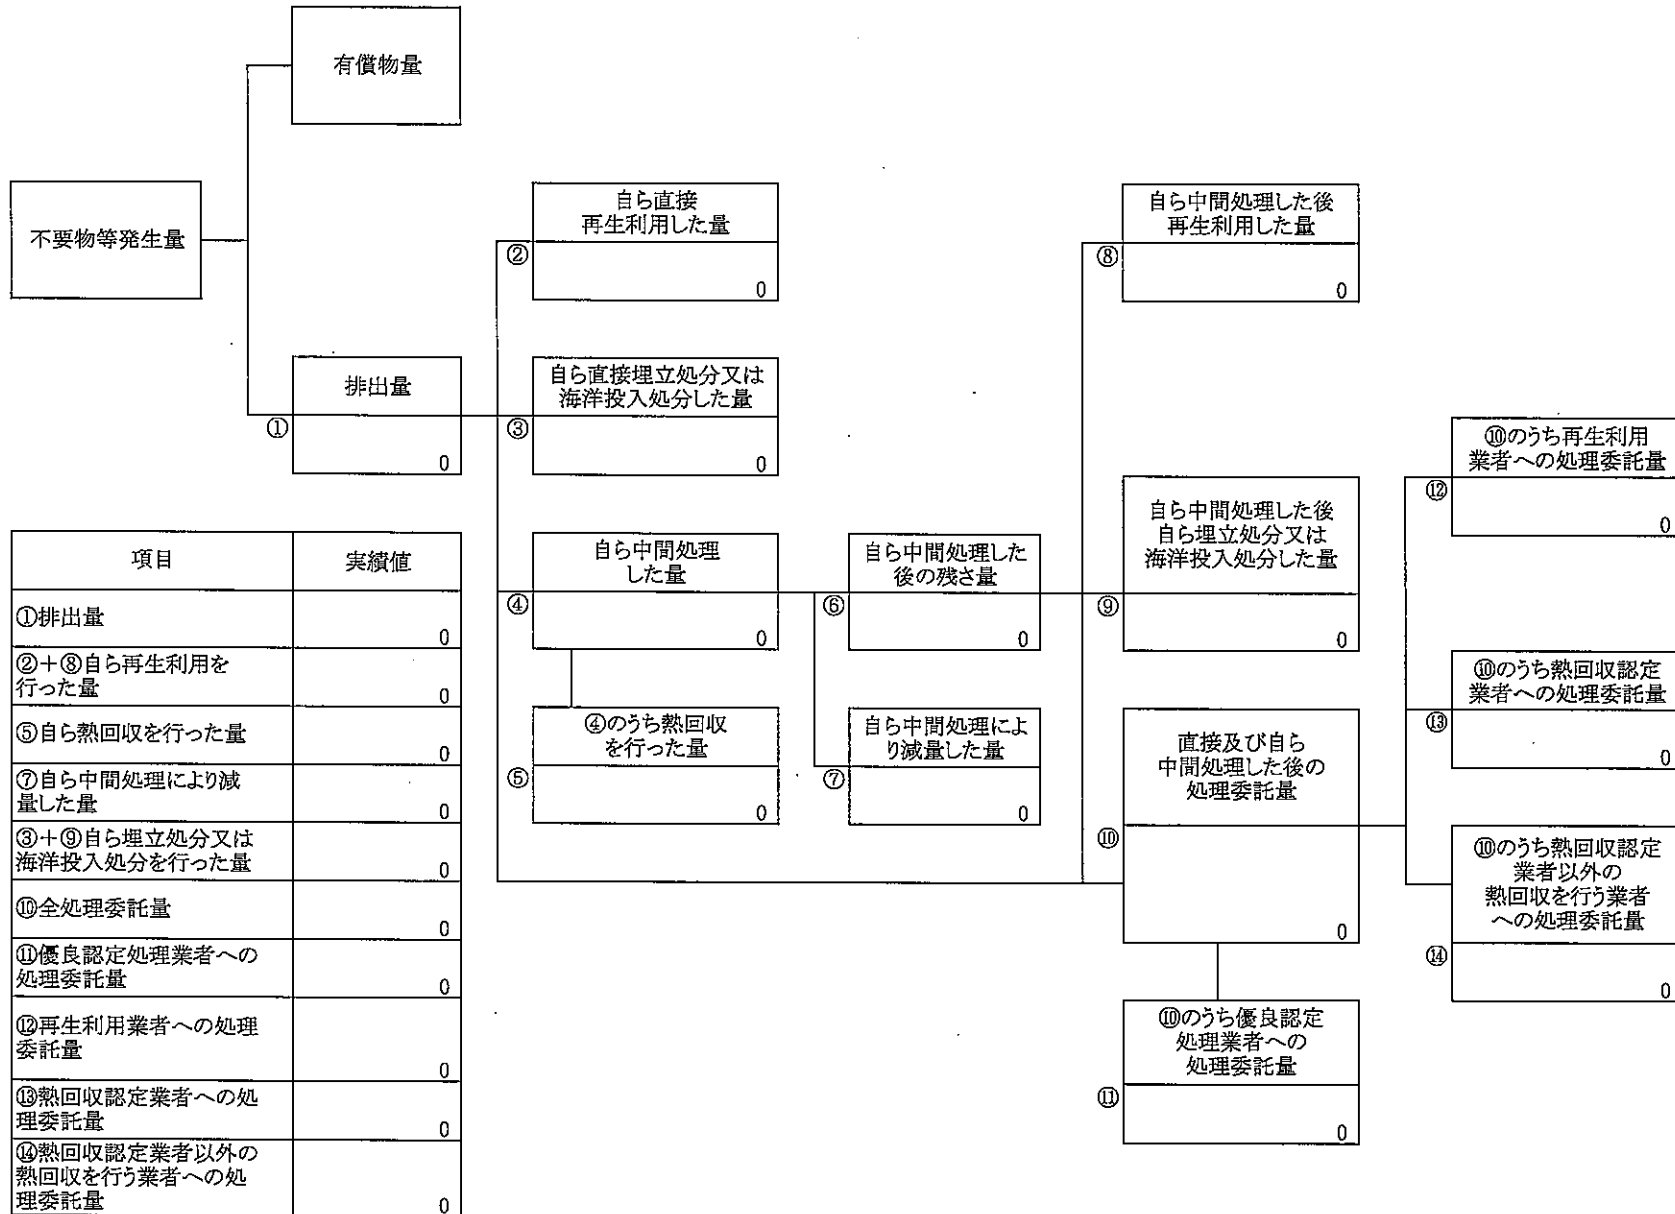 有償物量
不要物等発生量
自ら直接
再生利用した量
②
0
自ら中間処理した後
再生利用した量
⑧
0
排出量
①
0
自ら直接埋立処分又は
海洋投入処分した量
③
0
⑩のうち再生利用
業者への処理委託量
⑫
0
自ら中間処理
した量
④
0
自ら中間処理した
後の残さ量
⑥
0
自ら中間処理した後
自ら埋立処分又は
海洋投入処分した量
⑨
0
⑩のうち熱回収認定
業者への処理委託量
⑬
0
④のうち熱回収
を行った量
⑤
0
自ら中間処理によ
り減量した量
⑦
0
直接及び自ら
中間処理した後の
処理委託量
⑩
0
⑩のうち熱回収認定
業者以外の
熱回収を行う業者
への処理委託量
⑭
0
⑩のうち優良認定
処理業者への
処理委託量
⑪
0
項目 実績値
①排出量
0
②+⑧自ら再生利用を
行った量 0
⑤自ら熱回収を行った量
0
⑦自ら中間処理により減
量した量 0
③+⑨自ら埋立処分又は
海洋投入処分を行った量 0
⑩全処理委託量
0
⑪優良認定処理業者への
処理委託量 0
⑫再生利用業者への処理
委託量
0
⑬熱回収認定業者への処
理委託量 0
⑭熱回収認定業者以外の
熱回収を行う業者への処
理委託量 0